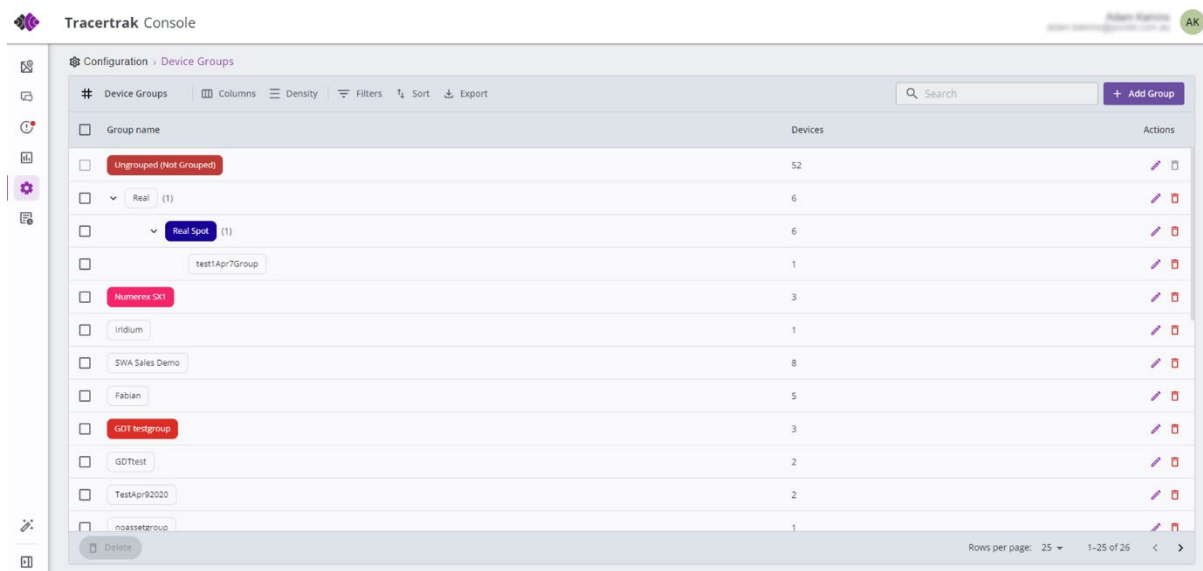 Tracertrak Console
AK
Configuration › Device Groups
# Device Groups Columns Density Filters Sort Export Search + Add Group
Group name Devices Actions
Ungrouped (Not Grouped) 52
Real (1) 6
Real Spot (1) 6
test1Apr7Group 1
Numerex SX1 3
Iridium 1
SWA Sales Demo 8
Fabian 5
GDT testgroup 3
GDTtest 2
TestApr92020 2
noassetgroup 1
Delete Rows per page: 25 1–25 of 26